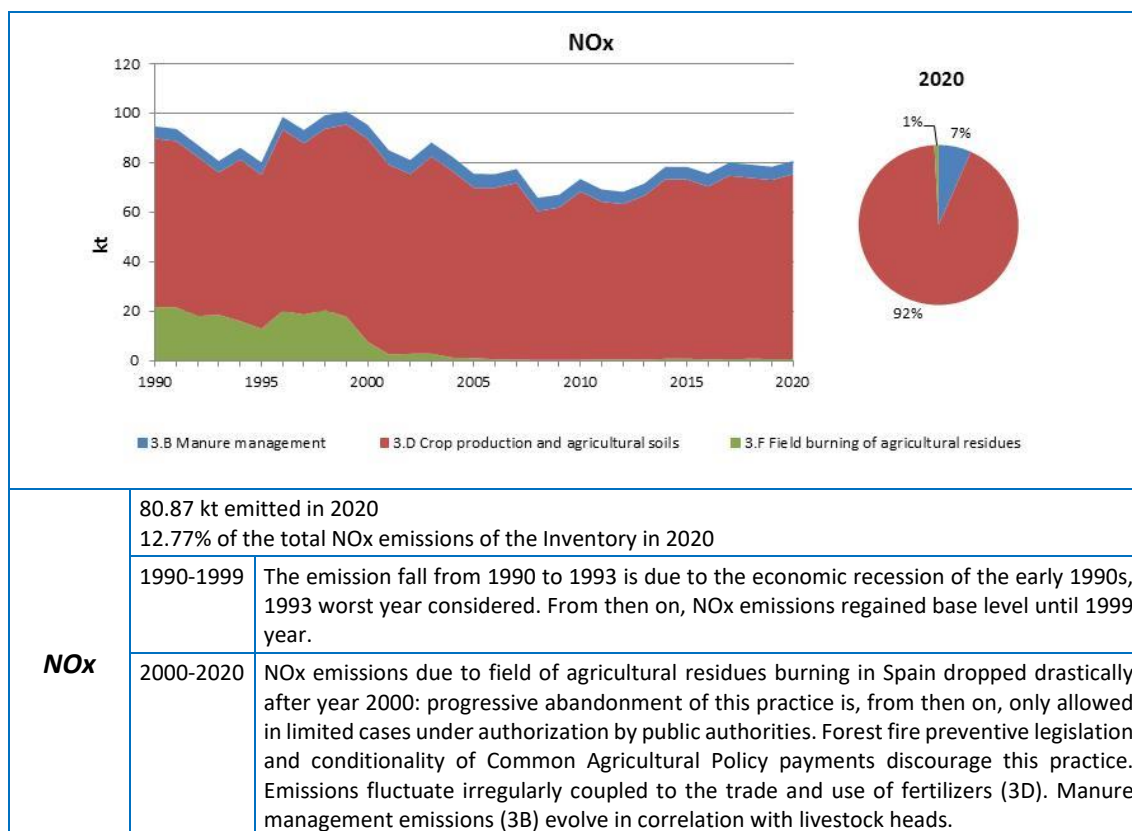 NOx
120
100
80
60
40
20
0
kt
1990
1995
2000
2005
2010
2015
2020
2020
1%
7%
92%
3.B Manure management
3.D Crop production and agricultural soils
3.F Field burning of agricultural residues
NOx
80.87 kt emitted in 2020
12.77% of the total NOx emissions of the Inventory in 2020
1990-1999
The emission fall from 1990 to 1993 is due to the economic recession of the early 1990s,
1993 worst year considered. From then on, NOx emissions regained base level until 1999
year.
2000-2020
NOx emissions due to field of agricultural residues burning in Spain dropped drastically
after year 2000: progressive abandonment of this practice is, from then on, only allowed
in limited cases under authorization by public authorities. Forest fire preventive legislation
and conditionality of Common Agricultural Policy payments discourage this practice.
Emissions fluctuate irregularly coupled to the trade and use of fertilizers (3D). Manure
management emissions (3B) evolve in correlation with livestock heads.